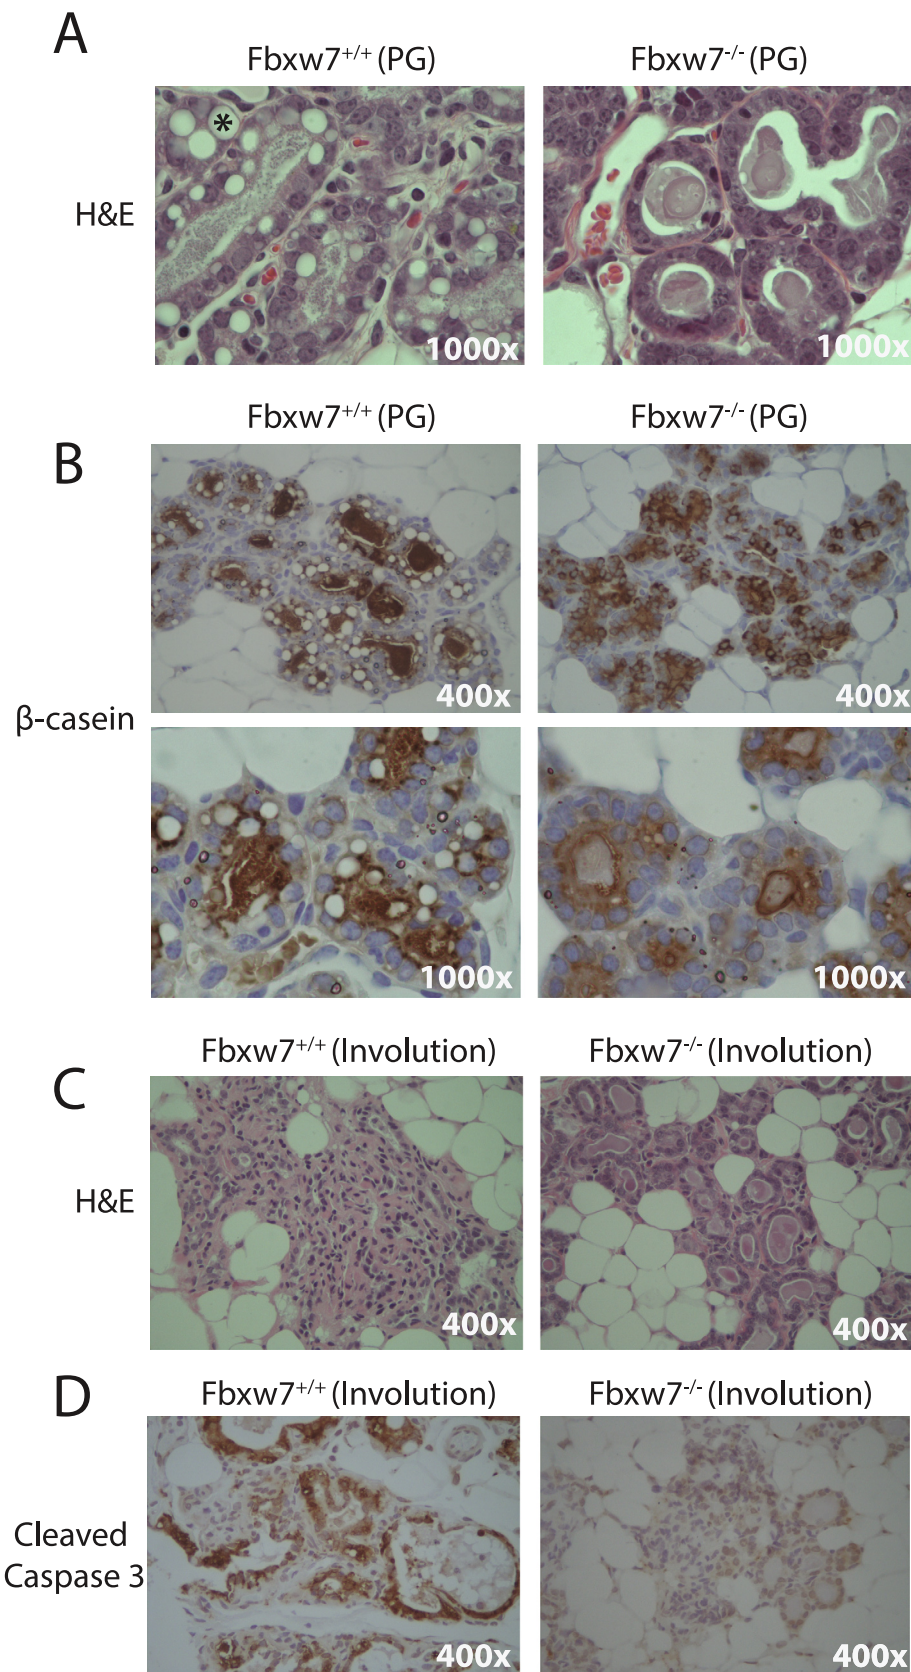 A
Fbxw7+/+ (PG)
Fbxw7-/- (PG)
H&E
*
1000x
1000x
Fbxw7+/+ (PG)
Fbxw7-/- (PG)
B
400x
400x
β-casein
1000x
1000x
Fbxw7+/+ (Involution)
Fbxw7-/- (Involution)
C
H&E
400x
400x
Fbxw7+/+ (Involution)
Fbxw7-/- (Involution)
D
Cleaved
Caspase 3
400x
400x